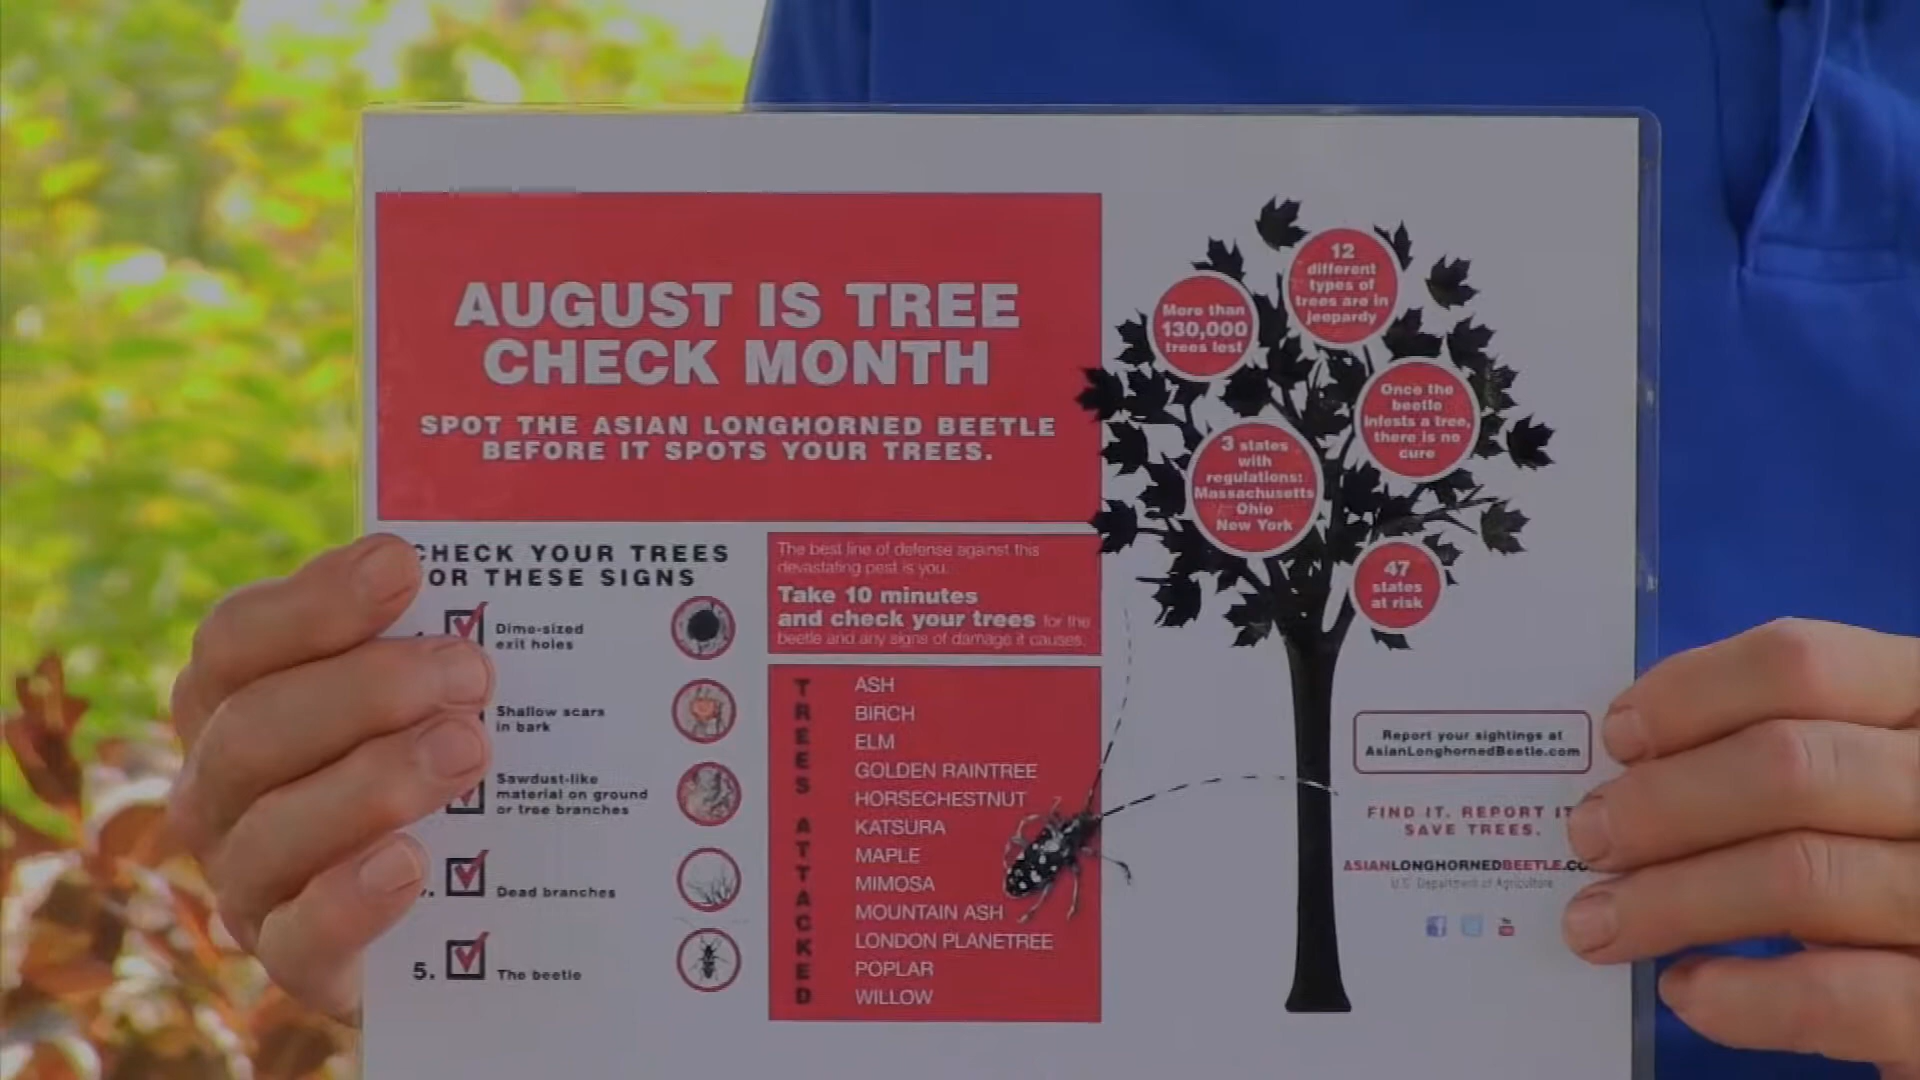 AUGUST IS TREE
CHECK MONTH
SPOT THE ASIAN LONGHORNED BEETLE
BEFORE IT SPOTS YOUR TREES.
CHECK YOUR TREES
OR THESE SIGNS
Dime-sized
exit holes
Shallow scars
in bark
Sawdust-like
material on ground
or tree branches
Dead branches
5. The beetle
The best line of defense against this
devastating pest is you.
Take 10 minutes
and check your trees for the
beetle and any signs of damage it causes.
TREES ATTACKED
ASH
BIRCH
ELM
GOLDEN RAINTREE
HORSECHESTNUT
KATSURA
MAPLE
MIMOSA
MOUNTAIN ASH
LONDON PLANETREE
POPLAR
WILLOW
More than
130,000
trees lost
12
different
types of
trees are in
jeopardy
Once the
beetle
infests a tree,
there is no
cure
3 states
with
regulations:
Massachusetts
Ohio
New York
47
states
at risk
Report your sightings at
AsianLonghornedBeetle.com
FIND IT. REPORT IT
SAVE TREES.
ASIANLONGHORNEDBEETLE.CO
U.S. Department of Agriculture